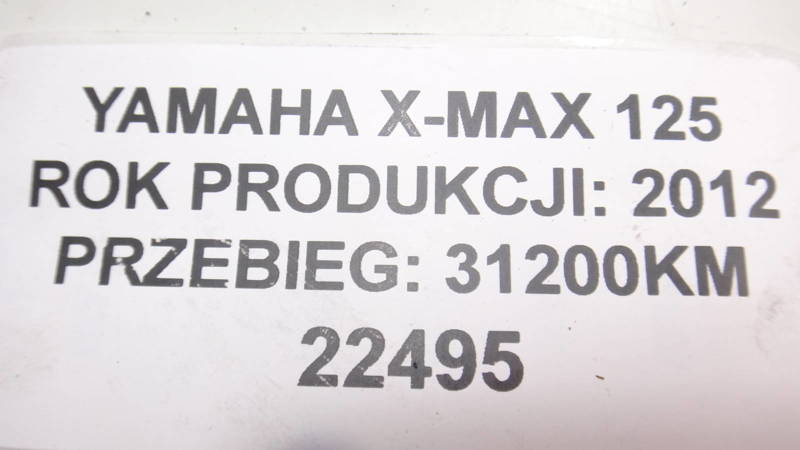 YAMAHA X-MAX 125
ROK PRODUKCJI: 2012
PRZEBIEG: 31200KM
22495